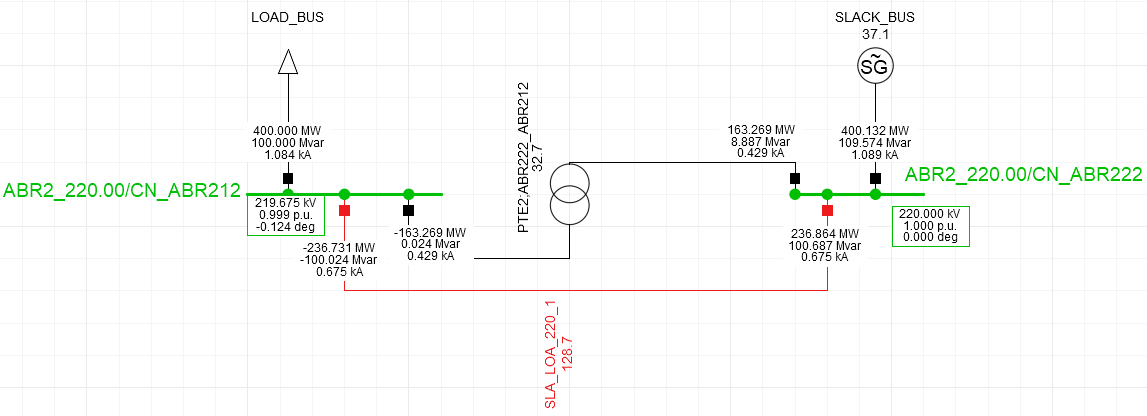 LOAD_BUS
SLACK_BUS
37.1
SG
~
400.000 MW
100.000 Mvar
1.084 kA
PTE2;ABR222_ABR212
32.7
163.269 MW
8.887 Mvar
0.429 kA
400.132 MW
109.574 Mvar
1.089 kA
ABR2_220.00/CN_ABR212
ABR2_220.00/CN_ABR222
219.675 kV
0.999 p.u.
-0.124 deg
220.000 kV
1.000 p.u.
0.000 deg
-236.731 MW
-100.024 Mvar
0.675 kA
-163.269 MW
0.024 Mvar
0.429 kA
236.864 MW
100.687 Mvar
0.675 kA
SLA_LOA_220_1
128.7